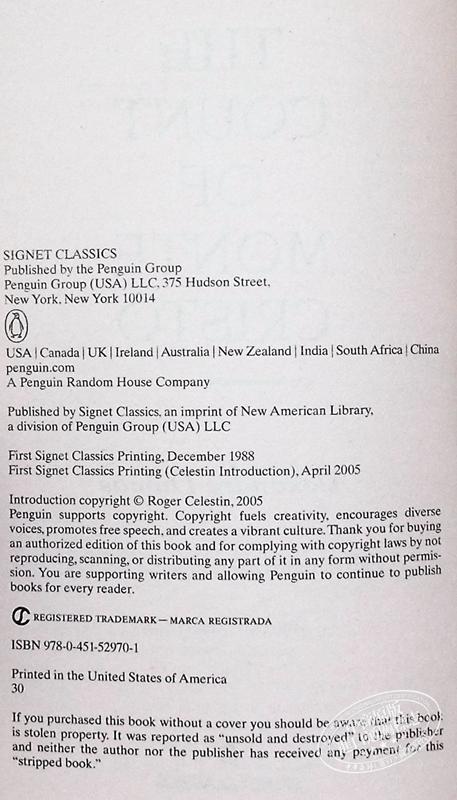 THE
COUNT
OF
MONTE
CRISTO
SIGNET CLASSICS
Published by the Penguin Group
Penguin Group (USA) LLC, 375 Hudson Street,
New York, New York 10014
USA | Canada | UK | Ireland | Australia | New Zealand | India | South Africa | China
penguin.com
A Penguin Random House Company
Published by Signet Classics, an imprint of New American Library,
a division of Penguin Group (USA) LLC
First Signet Classics Printing, December 1988
First Signet Classics Printing (Celestin Introduction), April 2005
Introduction copyright © Roger Celestin, 2005
Penguin supports copyright. Copyright fuels creativity, encourages diverse
voices, promotes free speech, and creates a vibrant culture. Thank you for buying
an authorized edition of this book and for complying with copyright laws by not
reproducing, scanning, or distributing any part of it in any form without permis-
sion. You are supporting writers and allowing Penguin to continue to publish
books for every reader.
REGISTERED TRADEMARK—MARCA REGISTRADA
ISBN 978-0-451-52970-1
Printed in the United States of America
30
If you purchased this book without a cover you should be aware that this book
is stolen property. It was reported as “unsold and destroyed” to the publisher
and neither the author nor the publisher has received any payment for this
“stripped book.”